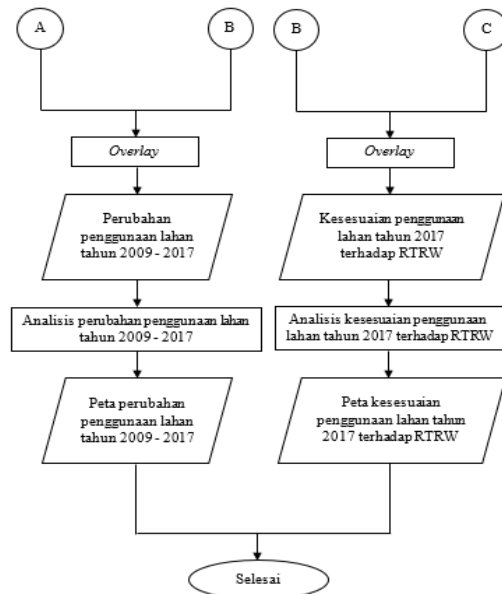 A
B
B
C
Overlay
Overlay
Perubahan
penggunaan lahan
tahun 2009 - 2017
Kesesuaian penggunaan
lahan tahun 2017
terhadap RTRW
Analisis perubahan penggunaan lahan
tahun 2009 - 2017
Analisis kesesuaian penggunaan
lahan tahun 2017 terhadap RTRW
Peta perubahan
penggunaan lahan
tahun 2009 - 2017
Peta kesesuaian
penggunaan lahan tahun
2017 terhadap RTRW
Selesai